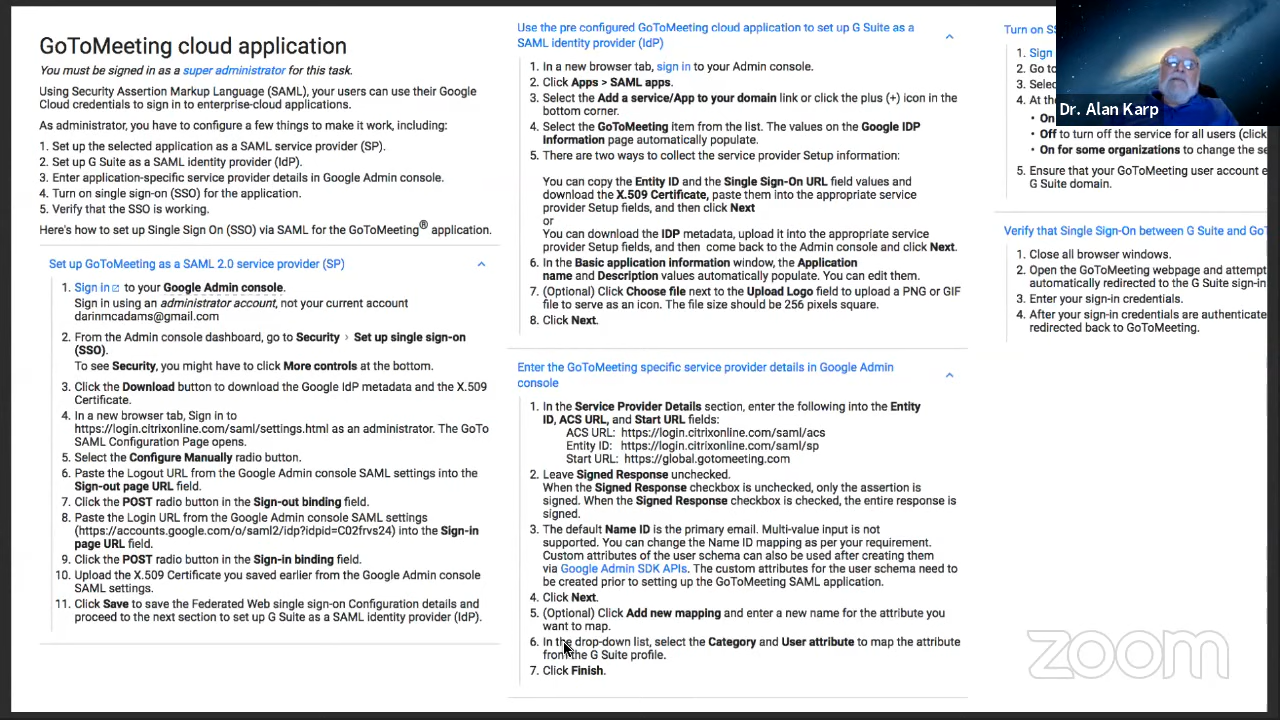 GoToMeeting cloud application
You must be signed in as a super administrator for this task.
Using Security Assertion Markup Language (SAML), your users can use their Google
Cloud credentials to sign in to enterprise-cloud applications.
As administrator, you have to configure a few things to make it work, including:
1. Set up the selected application as a SAML service provider (SP).
2. Set up G Suite as a SAML identity provider (IdP).
3. Enter application-specific service provider details in Google Admin console.
4. Turn on single sign-on (SSO) for the application.
5. Verify that the SSO is working.
Here's how to set up Single Sign On (SSO) via SAML for the GoToMeeting® application.
Set up GoToMeeting as a SAML 2.0 service provider (SP)
1. Sign in to your Google Admin console.
Sign in using an administrator account, not your current account
darinmcadams@gmail.com
2. From the Admin console dashboard, go to Security › Set up single sign-on
(SSO).
To see Security, you might have to click More controls at the bottom.
3. Click the Download button to download the Google IdP metadata and the X.509
Certificate.
4. In a new browser tab, Sign in to
https://login.citrixonline.com/saml/settings.html as an administrator. The GoTo
SAML Configuration Page opens.
5. Select the Configure Manually radio button.
6. Paste the Logout URL from the Google Admin console SAML settings into the
Sign-out page URL field.
7. Click the POST radio button in the Sign-out binding field.
8. Paste the Login URL from the Google Admin console SAML settings
(https://accounts.google.com/o/saml2/idp?idpid=C02frvs24) into the Sign-in
page URL field.
9. Click the POST radio button in the Sign-in binding field.
10. Upload the X.509 Certificate you saved earlier from the Google Admin console
SAML settings.
11. Click Save to save the Federated Web single sign-on Configuration details and
proceed to the next section to set up G Suite as a SAML identity provider (IdP).
Use the pre configured GoToMeeting cloud application to set up G Suite as a
SAML identity provider (IdP)
1. In a new browser tab, sign in to your Admin console.
2. Click Apps > SAML apps.
3. Select the Add a service/App to your domain link or click the plus (+) icon in the
bottom corner.
4. Select the GoToMeeting item from the list. The values on the Google IDP
information page automatically populate.
5. There are two ways to collect the service provider Setup information:
You can copy the Entity ID and the Single Sign-On URL field values and
download the X.509 Certificate, paste them into the appropriate service
provider Setup fields, and then click Next
or
You can download the IDP metadata, upload it into the appropriate service
provider Setup fields, and then come back to the Admin console and click Next.
6. In the Basic application information window, the Application
name and Description values automatically populate. You can edit them.
7. (Optional) Click Choose file next to the Upload Logo field to upload a PNG or GIF
file to serve as an icon. The file size should be 256 pixels square.
8. Click Next.
Enter the GoToMeeting specific service provider details in Google Admin
console
1. In the Service Provider Details section, enter the following into the Entity
ID, ACS URL, and Start URL fields:
ACS URL: https://login.citrixonline.com/saml/acs
Entity ID: https://login.citrixonline.com/saml/sp
Start URL: https://global.gotomeeting.com
2. Leave Signed Response unchecked.
When the Signed Response checkbox is unchecked, only the assertion is
signed. When the Signed Response checkbox is checked, the entire response is
signed.
3. The default Name ID is the primary email. Multi-value input is not
supported. You can change the Name ID mapping as per your requirement.
Custom attributes of the user schema can also be used after creating them
via Google Admin SDK APIs. The custom attributes for the user schema need to
be created prior to setting up the GoToMeeting SAML application.
4. Click Next.
5. (Optional) Click Add new mapping and enter a new name for the attribute you
want to map.
6. In the drop-down list, select the Category and User attribute to map the attribute
from the G Suite profile.
7. Click Finish.
Turn on
1. Sign
2. Go to
3. Selec
4. At the
• On
• Off to turn off the service for all users (click
• On for some organizations to change the
5. Ensure that your GoToMeeting user account
G Suite domain.
Verify that Single Sign-On between G Suite and
1. Close all browser windows.
2. Open the GoToMeeting webpage and attempt
automatically redirected to the G Suite sign-in
3. Enter your sign-in credentials.
4. After your sign-in credentials are authenticate
redirected back to GoToMeeting.
Dr. Alan Karp
zoom